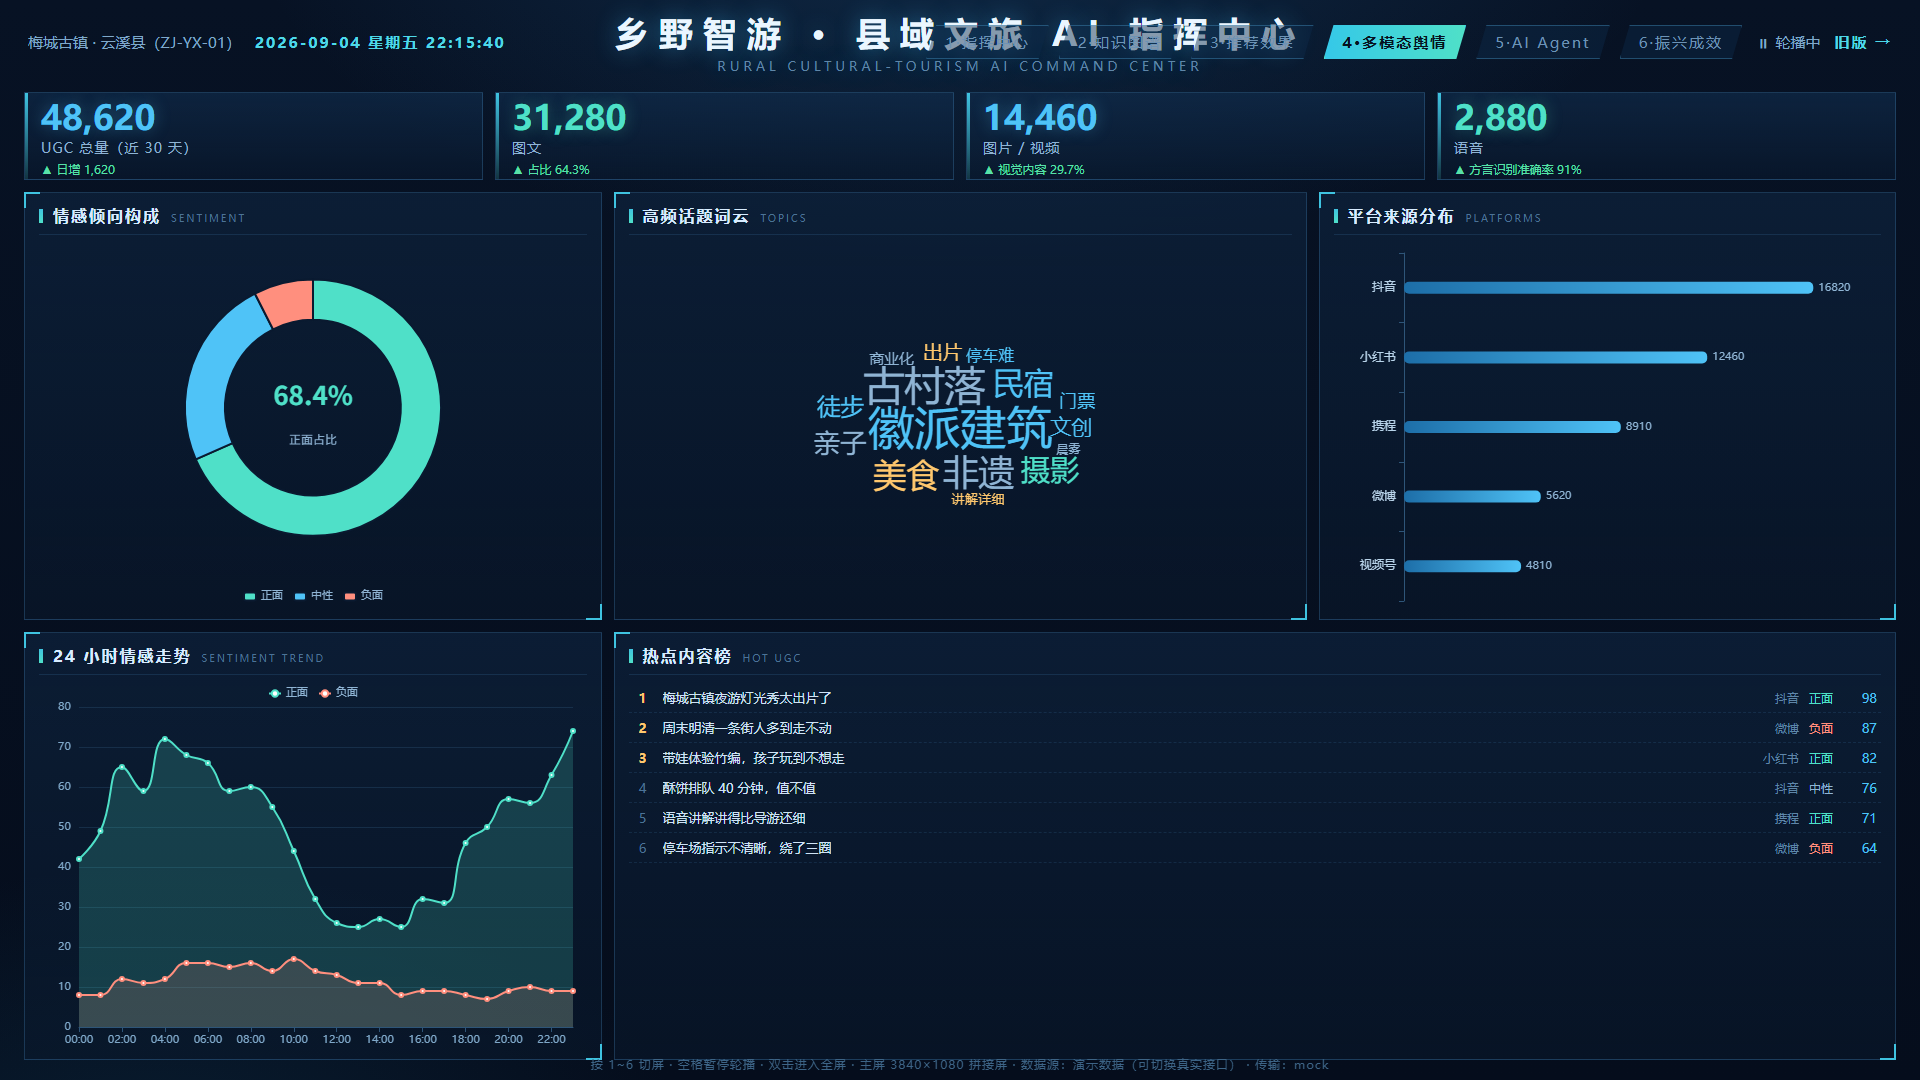 梅城古镇 · 云溪县（ZJ-YX-01） 2026-09-04 星期五 22:15:40
乡野智游 · 县域文旅 AI 指挥中心
RURAL CULTURAL-TOURISM AI COMMAND CENTER
4·多模态舆情 5·AI Agent 6·振兴成效 ⏸ 轮播中 旧版 →
48,620
UGC 总量（近 30 天）
▲ 日增 1,620
31,280
图文
▲ 占比 64.3%
14,460
图片 / 视频
▲ 视觉内容 29.7%
2,880
语音
▲ 方言识别准确率 91%
情感倾向构成 SENTIMENT
68.4%
正面占比
正面 中性 负面
高频话题词云 TOPICS
商业化 出片 停车难
古村落 民宿
徒步 门票
徽派建筑 文创
亲子 晨雾
美食 非遗 摄影
讲解详细
平台来源分布 PLATFORMS
抖音 16820
小红书 12460
携程 8910
微博 5620
视频号 4810
24 小时情感走势 SENTIMENT TREND
正面 负面
80
70
60
50
40
30
20
10
0
00:00 02:00 04:00 06:00 08:00 10:00 12:00 14:00 16:00 18:00 20:00 22:00
热点内容榜 HOT UGC
1 梅城古镇夜游灯光秀太出片了 抖音 正面 98
2 周末明清一条街人多到走不动 微博 负面 87
3 带娃体验竹编，孩子玩到不想走 小红书 正面 82
4 酥饼排队 40 分钟，值不值 抖音 中性 76
5 语音讲解讲得比导游还细 携程 正面 71
6 停车场指示不清晰，绕了三圈 微博 负面 64
按 1~6 切屏 · 空格暂停轮播 · 双击进入全屏 · 主屏 3840×1080 拼接屏 · 数据源：演示数据（可切换真实接口） · 传输：mock